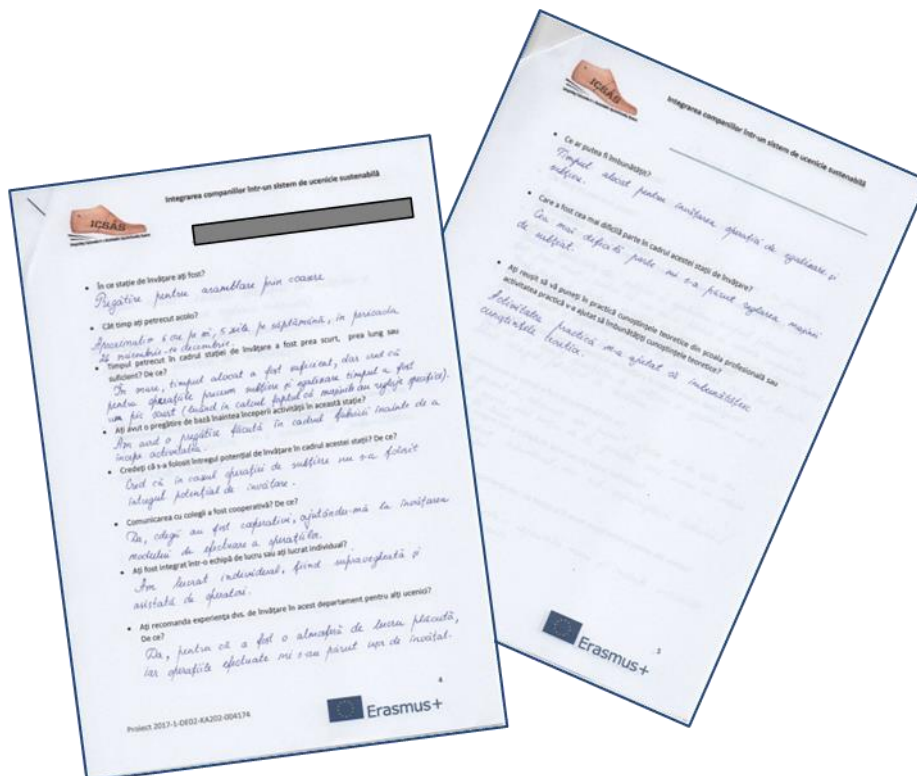 ICSAS
Integrarea companiilor într-un sistem de ucenicie sustenabilă
• În ce stație de învățare ați fost?
Pregătire pentru asamblare prin coasere
• Cât timp ați petrecut acolo?
Aproximativ 6 ore pe zi, 5 zile pe săptămână, în perioada
26 noiembrie - decembrie.
• Timpul petrecut în cadrul stației de învățare a fost prea scurt, prea lung sau
suficient? De ce?
În mare, timpul alocat a fost suficient, dar cred că
pentru operațiile precum subțiere și egalizare timpul a fost
un pic scurt (luând în calcul faptul că mașinile au reglaje specifice).
• Ați avut o pregătire de bază înaintea începerii activității în această stație?
Am avut o pregătire făcută în cadrul fabricii înainte de a
începe activitatea.
• Credeți că s-a folosit întregul potențial de învățare în cadrul acestei stații? De ce?
Cred că în cazul operației de subțiere nu s-a folosit
întregul potențial de învățare.
• Comunicarea cu colegii a fost cooperativă? De ce?
Da, colegii au fost cooperativi, ajutându-mă la învățarea
modului de efectuare a operațiilor.
• Ați fost integrat într-o echipă de lucru sau ați lucrat individual?
Am lucrat individual, fiind supravegheată și
asistată de operatori.
• Ați recomanda experiența dvs. de învățare în acest departament pentru alți ucenici?
De ce?
Da, pentru că a fost o atmosferă de lucru plăcută,
iar operațiile efectuate mi s-au părut ușor de învățat.
4
Proiect 2017-1-DE02-KA202-004174
Erasmus+
ICSAS
Integrarea companiilor într-un sistem de ucenicie sustenabilă
• Ce ar putea fi îmbunătățit?
Timpul alocat pentru învățarea operației de egalizare și
subțiere.
• Care a fost cea mai dificilă parte în cadrul acestei stații de învățare?
Cea mai dificilă parte mi s-a părut reglarea mașinii
de subțiat.
• Ați reușit să vă puneți în practică cunoștințele teoretice din școala profesională sau
activitatea practică v-a ajutat să îmbunătățiți cunoștințele teoretice?
Activitatea practică m-a ajutat să îmbunătățesc
cunoștințele teoretice.
5
Erasmus+